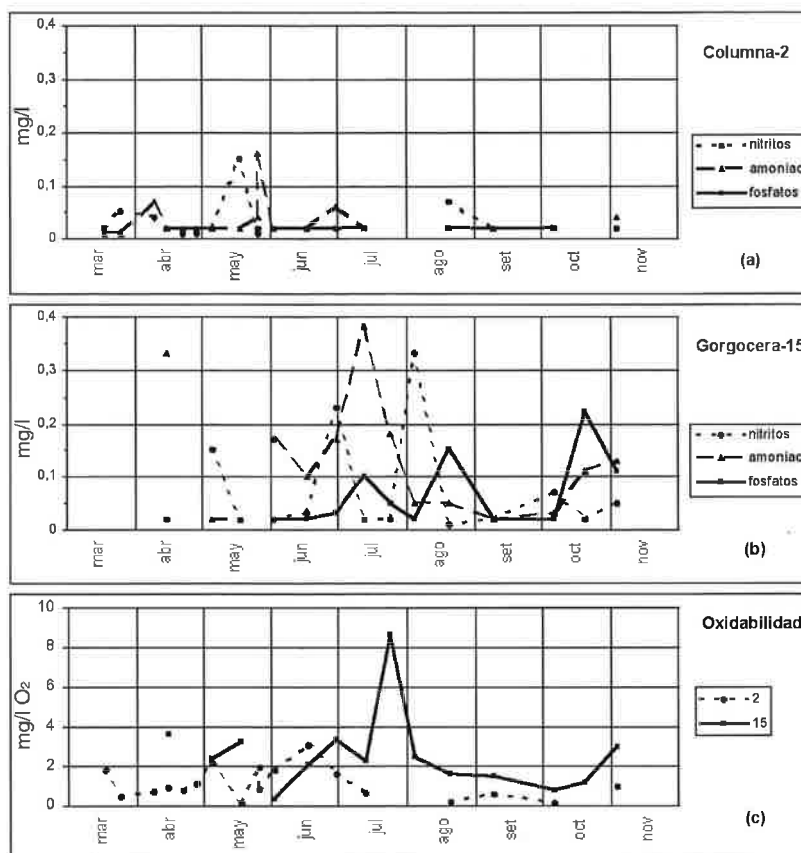 0,4
0,3
0,2
0,1
0
mg/l
mar
abr
may
jun
jul
ago
set
oct
nov
Columna-2
nitritos
amoniac
fosfatos
(a)
0,4
0,3
0,2
0,1
0
mg/l
mar
abr
may
jun
jul
ago
set
oct
nov
Gorgocera-15
nitritos
amoniac
fosfatos
(b)
10
8
6
4
2
0
mg/l O2
mar
abr
may
jun
jul
ago
set
oct
nov
Oxidabilidad
2
15
(c)